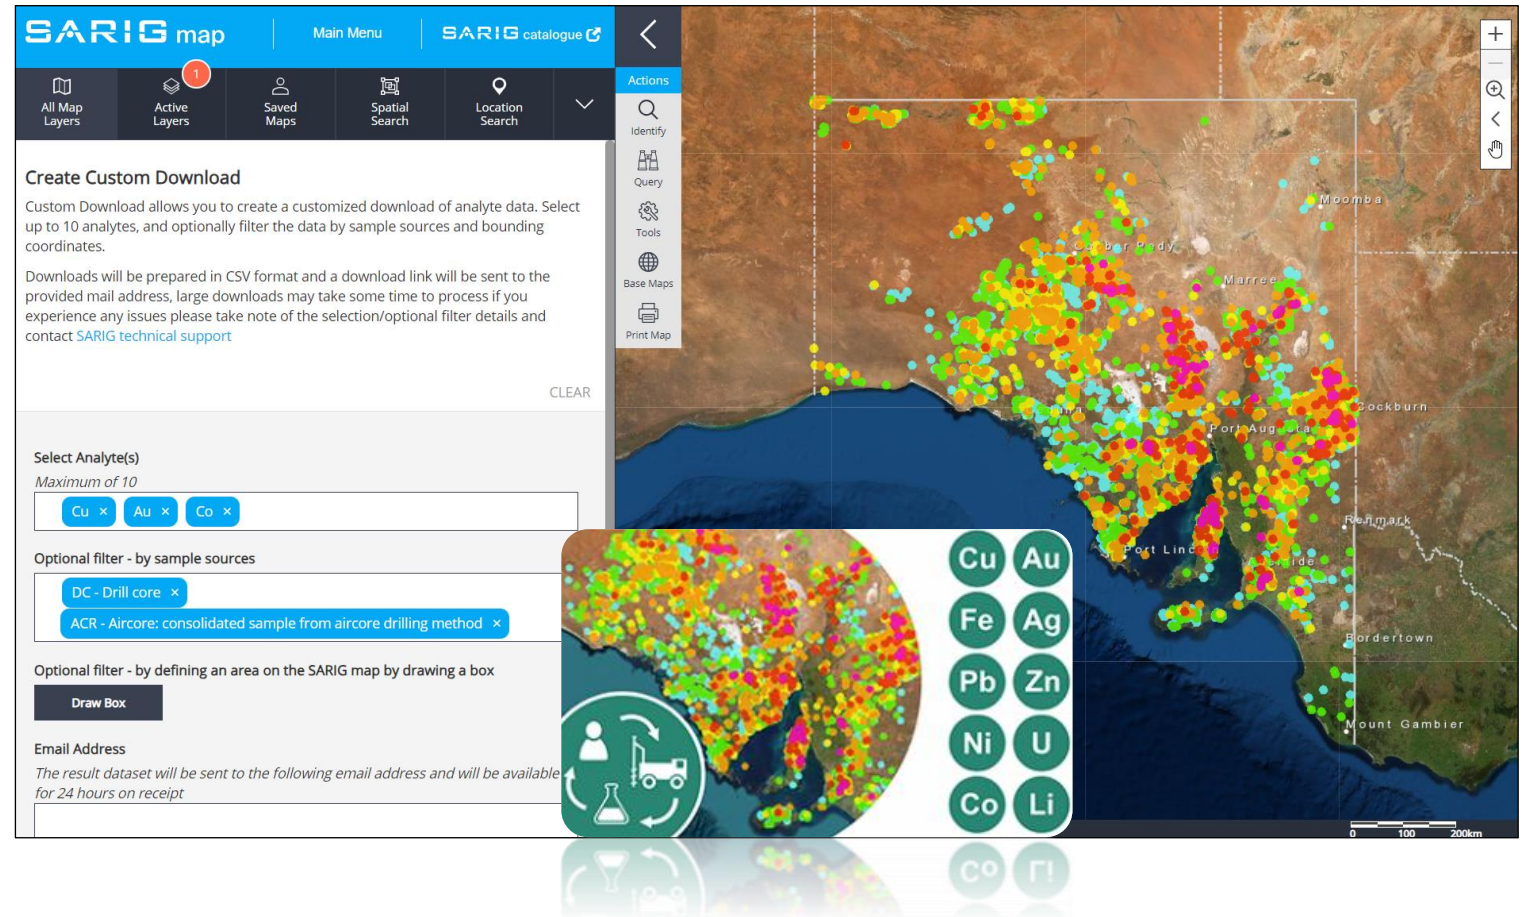 SARIG map
Main Menu
SARIG catalogue
1
All Map
Layers
Active
Layers
Saved
Maps
Spatial
Search
Location
Search
Create Custom Download
Custom Download allows you to create a customized download of analyte data. Select
up to 10 analytes, and optionally filter the data by sample sources and bounding
coordinates.
Downloads will be prepared in CSV format and a download link will be sent to the
provided mail address, large downloads may take some time to process if you
experience any issues please take note of the selection/optional filter details and
contact SARIG technical support
CLEAR
Select Analyte(s)
Maximum of 10
Cu ×
Au ×
Co ×
Optional filter - by sample sources
DC - Drill core ×
ACR - Aircore: consolidated sample from aircore drilling method ×
Optional filter - by defining an area on the SARIG map by drawing a box
Draw Box
Email Address
The result dataset will be sent to the following email address and will be available
for 24 hours on receipt
Actions
Identify
Query
Tools
Base Maps
Print Map
Moomba
Marree
Cockburn
Port Augusta
Renmark
Port Lincoln
Bordertown
Mount Gambier
0 100 200km
Cu Au
Fe Ag
Pb Zn
Ni U
Co Li